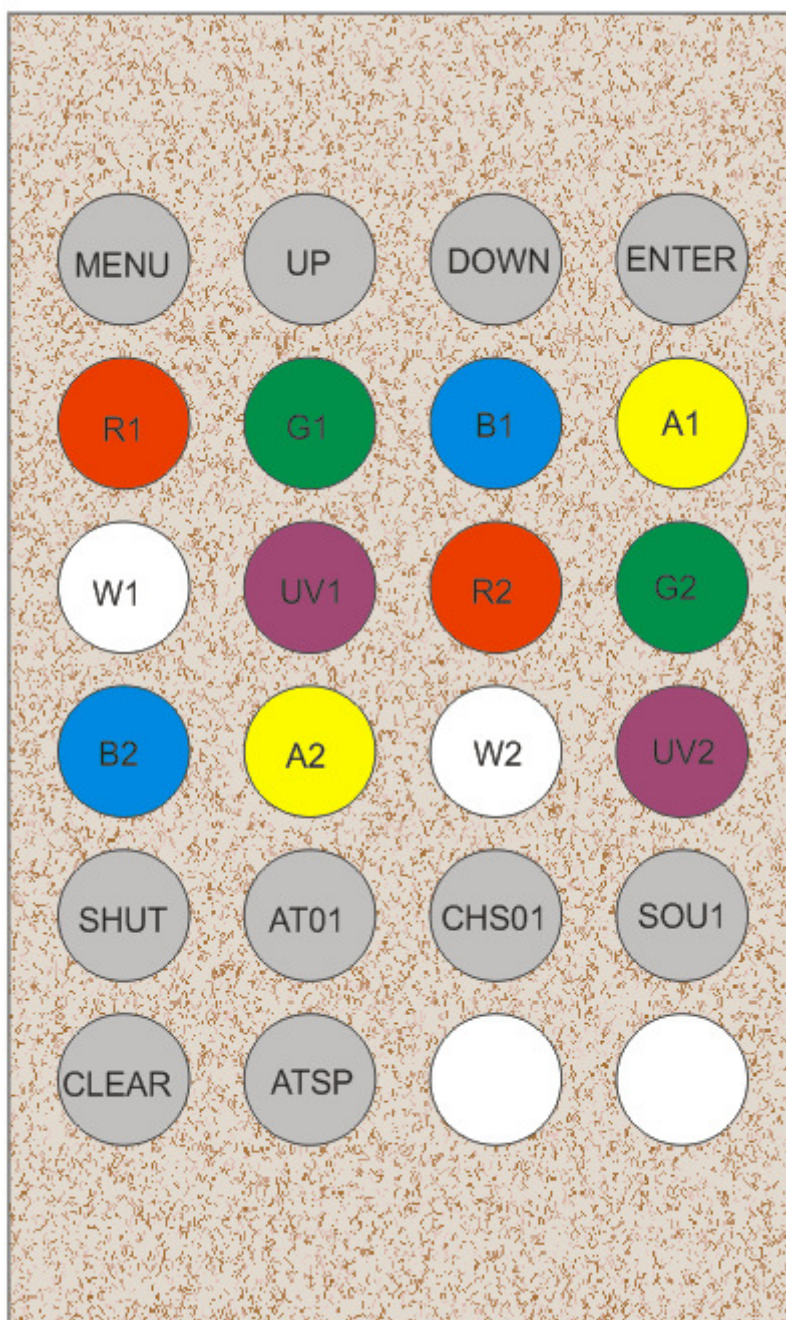 MENU UP DOWN ENTER
R1 G1 B1 A1
W1 UV1 R2 G2
B2 A2 W2 UV2
SHUT AT01 CHS01 SOU1
CLEAR ATSP